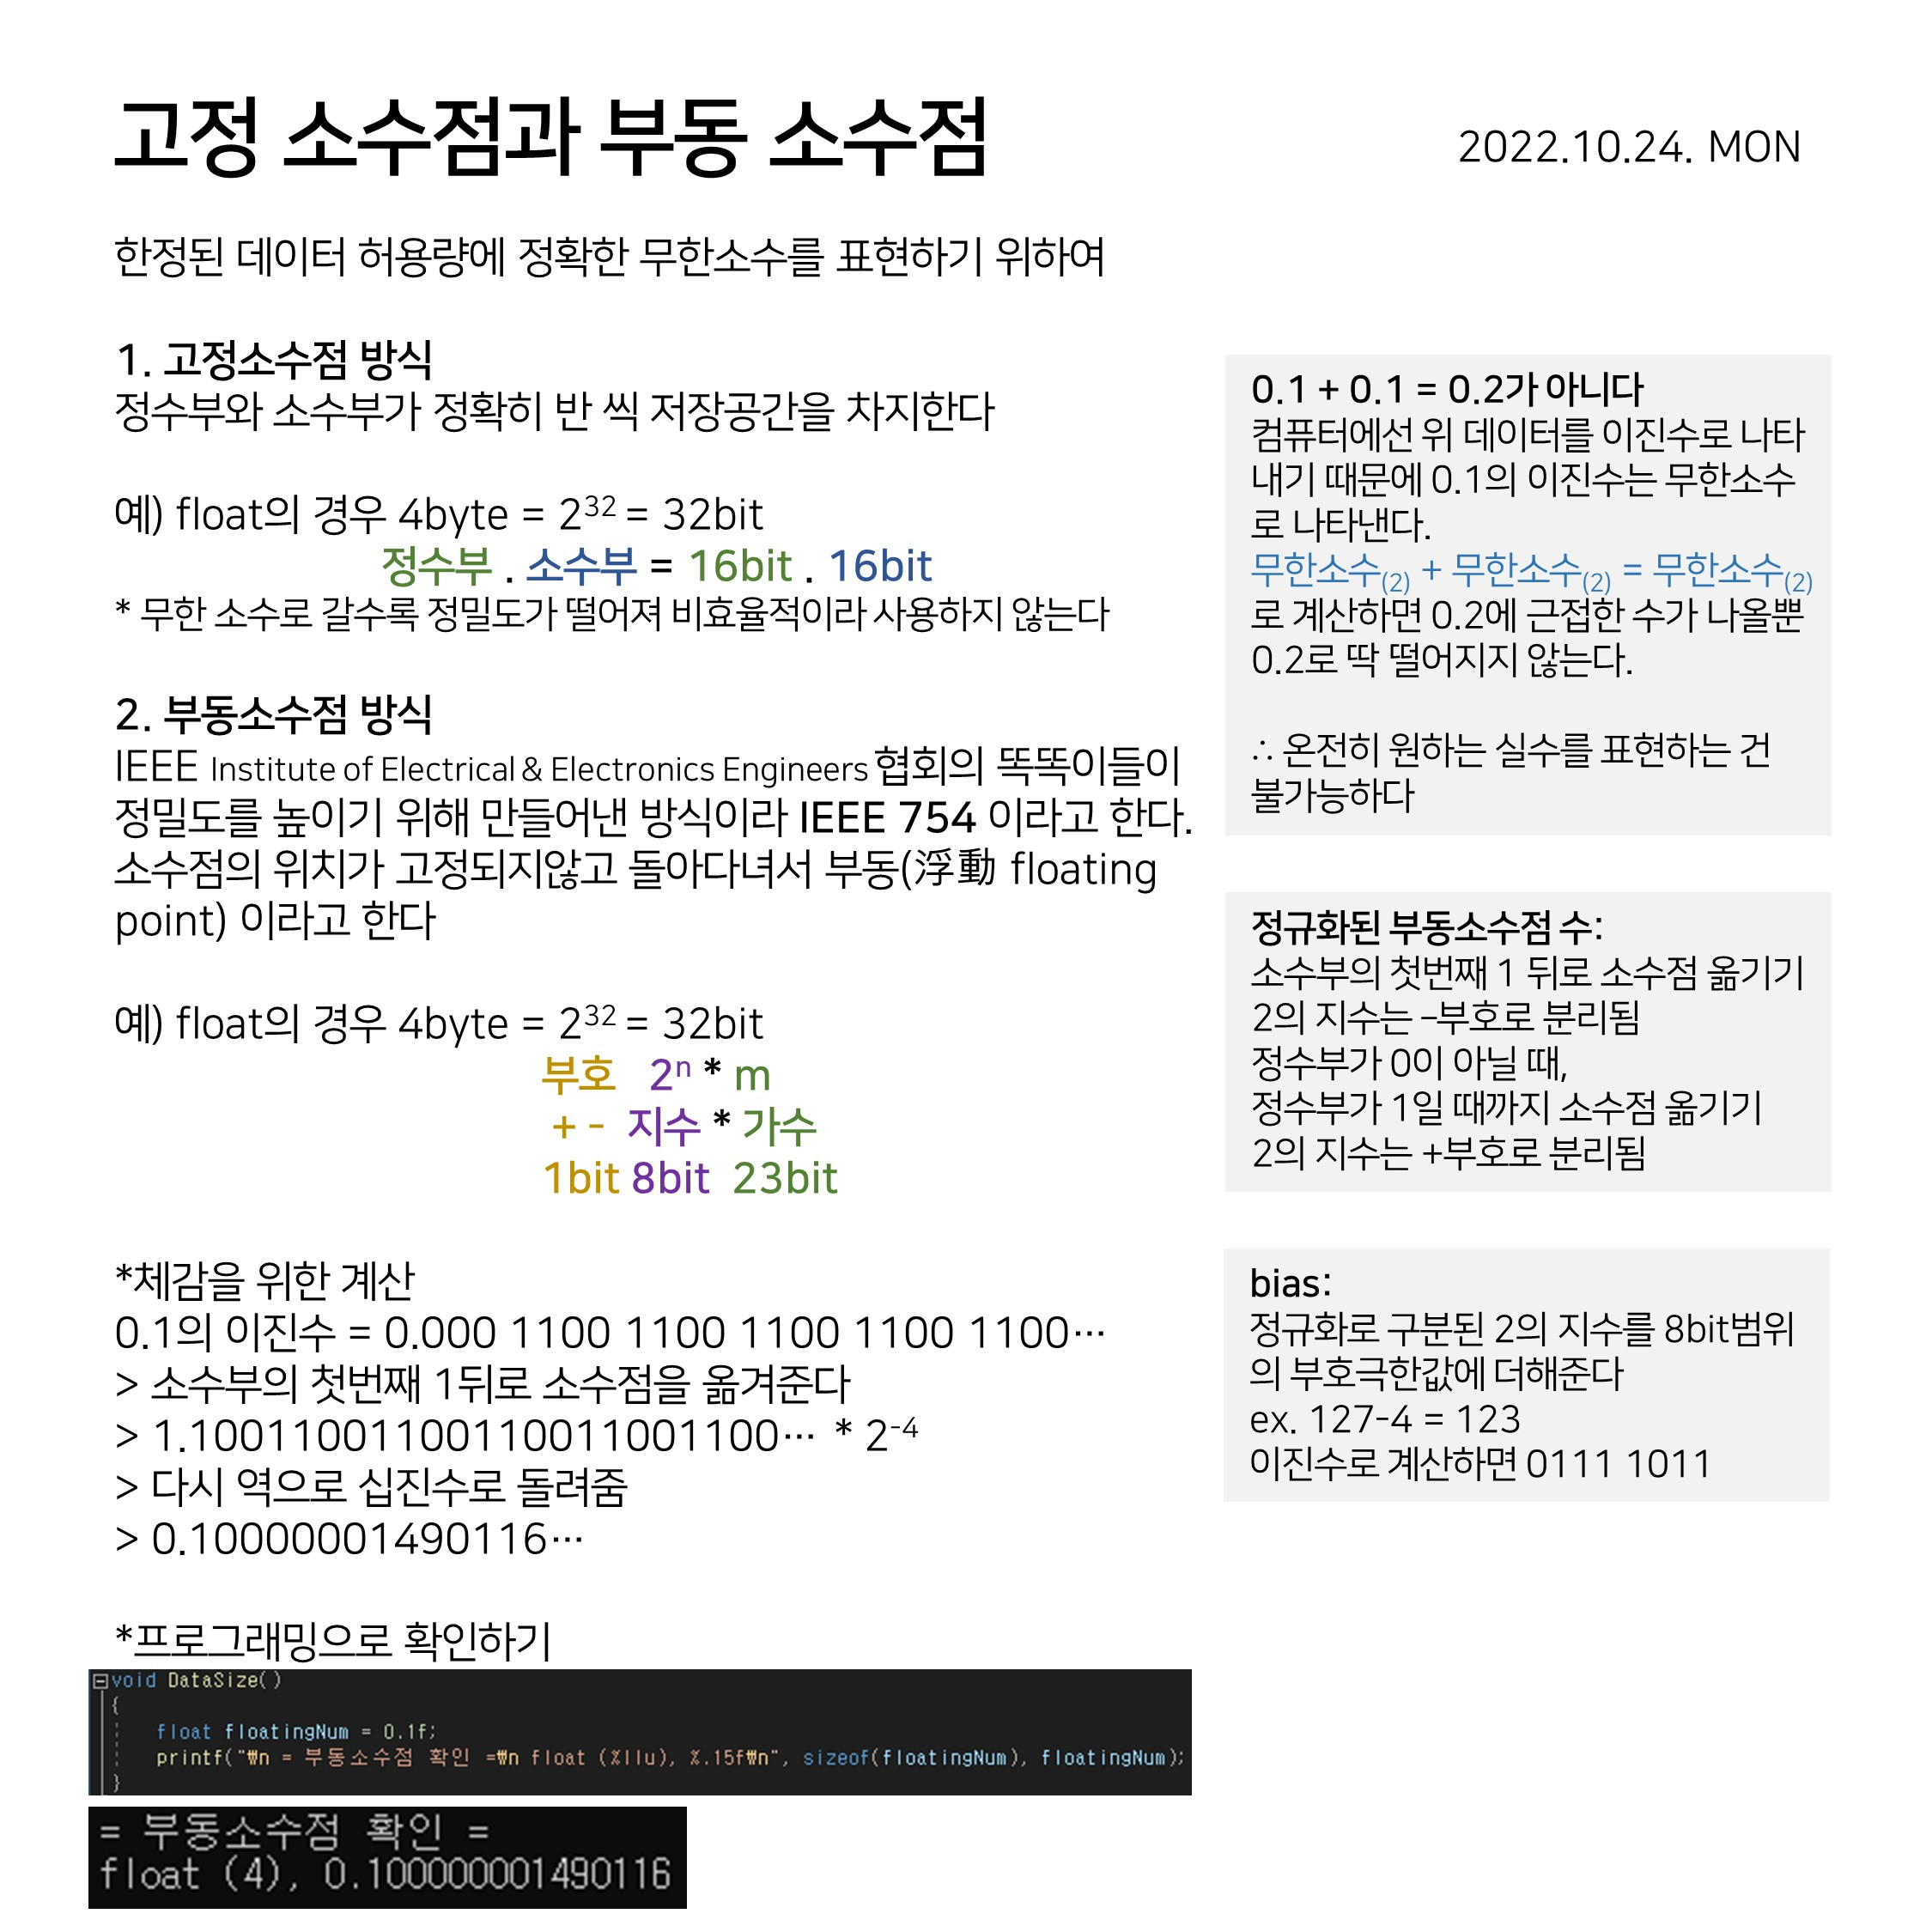 고정 소수점과 부동 소수점
2022.10.24. MON
한정된 데이터 허용량에 정확한 무한소수를 표현하기 위하여
1. 고정소수점 방식
정수부와 소수부가 정확히 반 씩 저장공간을 차지한다
예) float의 경우 4byte = 2³² = 32bit
정수부 . 소수부 = 16bit . 16bit
* 무한 소수로 갈수록 정밀도가 떨어져 비효율적이라 사용하지 않는다
2. 부동소수점 방식
IEEE Institute of Electrical & Electronics Engineers 협회의 똑똑이들이
정밀도를 높이기 위해 만들어낸 방식이라 IEEE 754 이라고 한다.
소수점의 위치가 고정되지않고 돌아다녀서 부동(浮動 floating
point) 이라고 한다
예) float의 경우 4byte = 2³² = 32bit
부호 2ⁿ * m
+ - 지수 * 가수
1bit 8bit 23bit
*체감을 위한 계산
0.1의 이진수 = 0.000 1100 1100 1100 1100 1100…
> 소수부의 첫번째 1뒤로 소수점을 옮겨준다
> 1.10011001100110011001100… * 2⁻⁴
> 다시 역으로 십진수로 돌려줌
> 0.10000001490116…
*프로그래밍으로 확인하기
void DataSize()
{
float floatingNum = 0.1f;
printf("₩n = 부동소수점 확인 =₩n float (%llu), %.15f₩n", sizeof(floatingNum), floatingNum);
}
= 부동소수점 확인 =
float (4), 0.100000001490116
0.1 + 0.1 = 0.2가 아니다
컴퓨터에선 위 데이터를 이진수로 나타
내기 때문에 0.1의 이진수는 무한소수
로 나타낸다.
무한소수(2) + 무한소수(2) = 무한소수(2)
로 계산하면 0.2에 근접한 수가 나올뿐
0.2로 딱 떨어지지 않는다.
∴ 온전히 원하는 실수를 표현하는 건
불가능하다
정규화된 부동소수점 수:
소수부의 첫번째 1 뒤로 소수점 옮기기
2의 지수는 -부호로 분리됨
정수부가 0이 아닐 때,
정수부가 1일 때까지 소수점 옮기기
2의 지수는 +부호로 분리됨
bias:
정규화로 구분된 2의 지수를 8bit범위
의 부호극한값에 더해준다
ex. 127-4 = 123
이진수로 계산하면 0111 1011